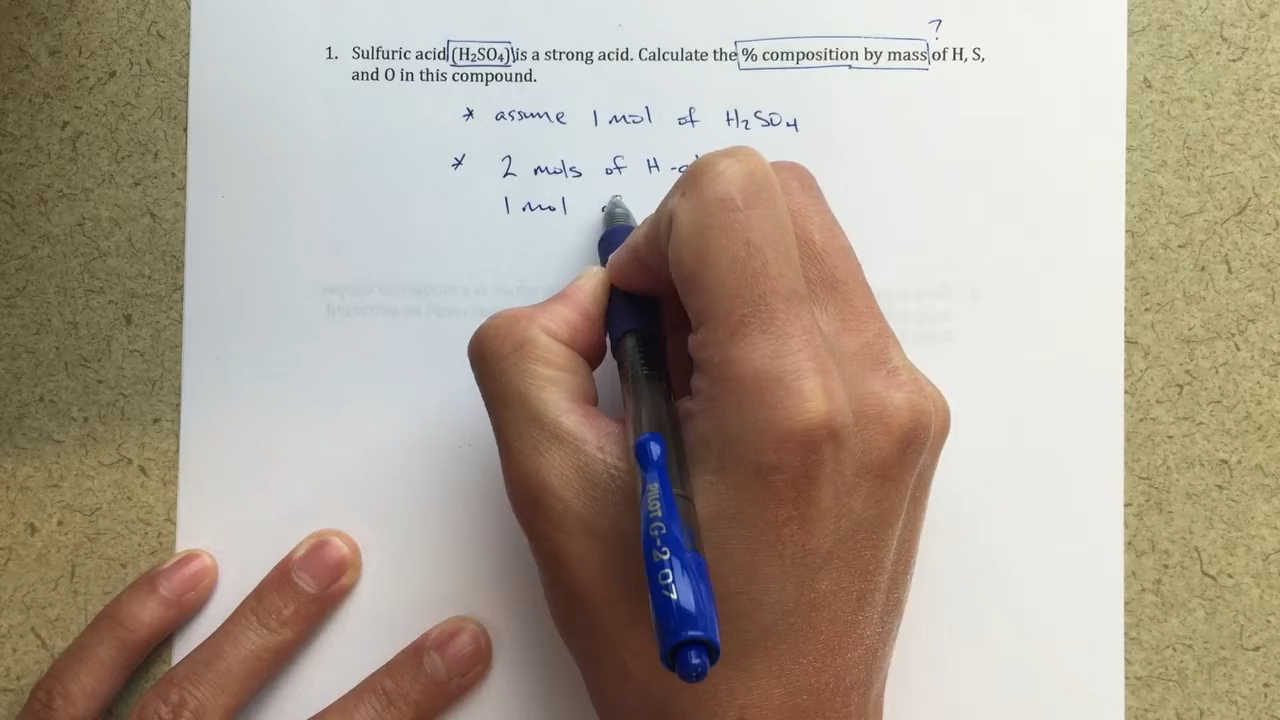 ?
1. Sulfuric acid (H₂SO₄) is a strong acid. Calculate the % composition by mass of H, S,
and O in this compound.
* assume 1 mol of H₂SO₄
* 2 mols of H
1 mol
PILOT G-2 07